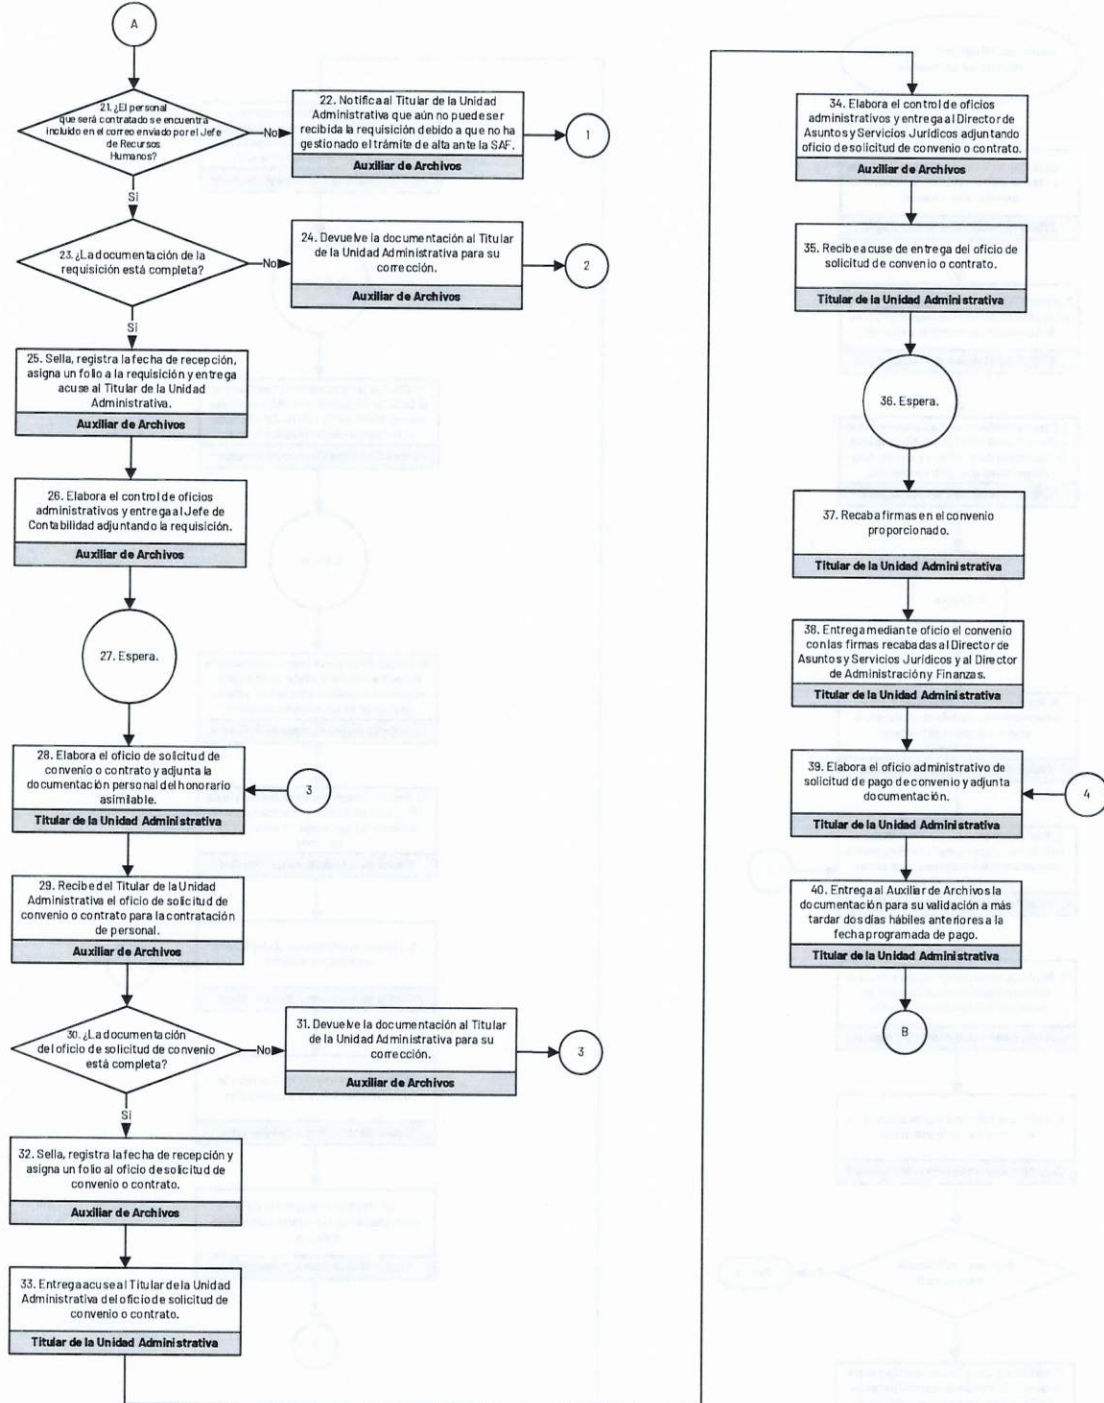 A
21. ¿El personal
que será contratado se encuentra
incluido en el correo enviado por el Jefe
de Recursos
Humanos?
No
22. Notifica al Titular de la Unidad
Administrativa que aún no puede ser
recibida la requisición debido a que no ha
gestionado el trámite de alta ante la SAF.
Auxiliar de Archivos
1
Si
23. ¿La documentación de la
requisición está completa?
No
24. Devuelve la documentación al Titular
de la Unidad Administrativa para su
corrección.
Auxiliar de Archivos
2
Si
25. Sella, registra la fecha de recepción,
asigna un folio a la requisición y entrega
acuse al Titular de la Unidad
Administrativa.
Auxiliar de Archivos
26. Elabora el control de oficios
administrativos y entrega al Jefe de
Contabilidad adjuntando la requisición.
Auxiliar de Archivos
27. Espera.
28. Elabora el oficio de solicitud de
convenio o contrato y adjunta la
documentación personal del honorario
asimilable.
Titular de la Unidad Administrativa
3
29. Recibe del Titular de la Unidad
Administrativa el oficio de solicitud de
convenio o contrato para la contratación
de personal.
Auxiliar de Archivos
30. ¿La documentación
del oficio de solicitud de convenio
está completa?
No
31. Devuelve la documentación al Titular
de la Unidad Administrativa para su
corrección.
Auxiliar de Archivos
3
Si
32. Sella, registra la fecha de recepción y
asigna un folio al oficio de solicitud de
convenio o contrato.
Auxiliar de Archivos
33. Entrega acuse al Titular de la Unidad
Administrativa del oficio de solicitud de
convenio o contrato.
Titular de la Unidad Administrativa
34. Elabora el control de oficios
administrativos y entrega al Director de
Asuntos y Servicios Jurídicos adjuntando
oficio de solicitud de convenio o contrato.
Auxiliar de Archivos
35. Recibe acuse de entrega del oficio de
solicitud de convenio o contrato.
Titular de la Unidad Administrativa
36. Espera.
37. Recaba firmas en el convenio
proporcionado.
Titular de la Unidad Administrativa
38. Entrega mediante oficio el convenio
con las firmas recabadas al Director de
Asuntos y Servicios Jurídicos y al Director
de Administración y Finanzas.
Titular de la Unidad Administrativa
39. Elabora el oficio administrativo de
solicitud de pago de convenio y adjunta
documentación.
Titular de la Unidad Administrativa
4
40. Entrega al Auxiliar de Archivos la
documentación para su validación a más
tardar dos días hábiles anteriores a la
fecha programada de pago.
Titular de la Unidad Administrativa
B